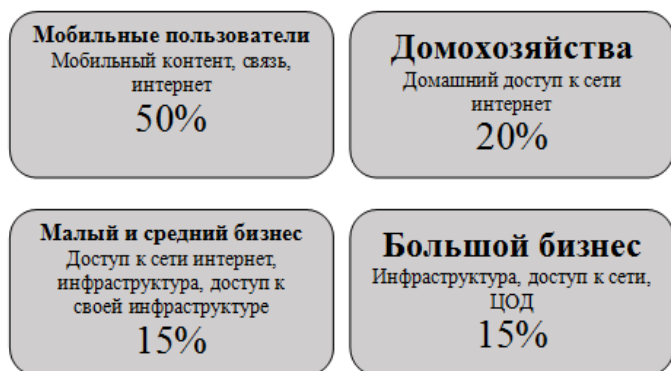 Мобильные пользователи
Мобильный контент, связь,
интернет
50%
Домохозяйства
Домашний доступ к сети
интернет
20%
Малый и средний бизнес
Доступ к сети интернет,
инфраструктура, доступ к
своей инфраструктуре
15%
Большой бизнес
Инфраструктура, доступ к сети,
ЦОД
15%